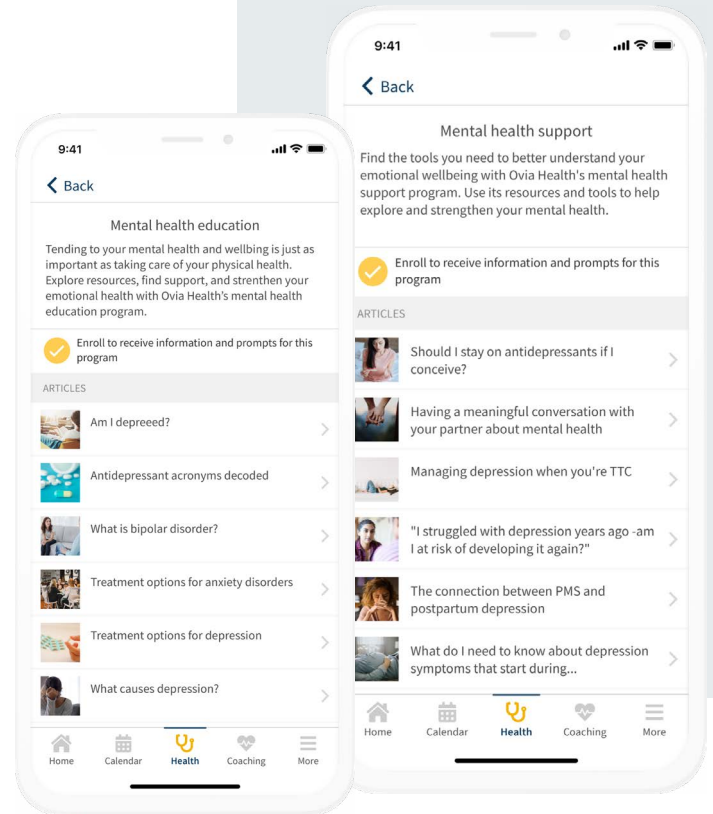 9:41
Back
Mental health education
Tending to your mental health and wellbing is just as
important as taking care of your physical health.
Explore resources, find support, and strenthen your
emotional health with Ovia Health's mental health
education program.
Enroll to receive information and prompts for this
program
ARTICLES
Am I depreeed?
Antidepressant acronyms decoded
What is bipolar disorder?
Treatment options for anxiety disorders
Treatment options for depression
What causes depression?
Home
Calendar
Health
Coaching
More
9:41
Back
Mental health support
Find the tools you need to better understand your
emotional wellbeing with Ovia Health's mental health
support program. Use its resources and tools to help
explore and strengthen your mental health.
Enroll to receive information and prompts for this
program
ARTICLES
Should I stay on antidepressants if I
conceive?
Having a meaningful conversation with
your partner about mental health
Managing depression when you're TTC
"I struggled with depression years ago -am
I at risk of developing it again?"
The connection between PMS and
postpartum depression
What do I need to know about depression
symptoms that start during...
Home
Calendar
Health
Coaching
More